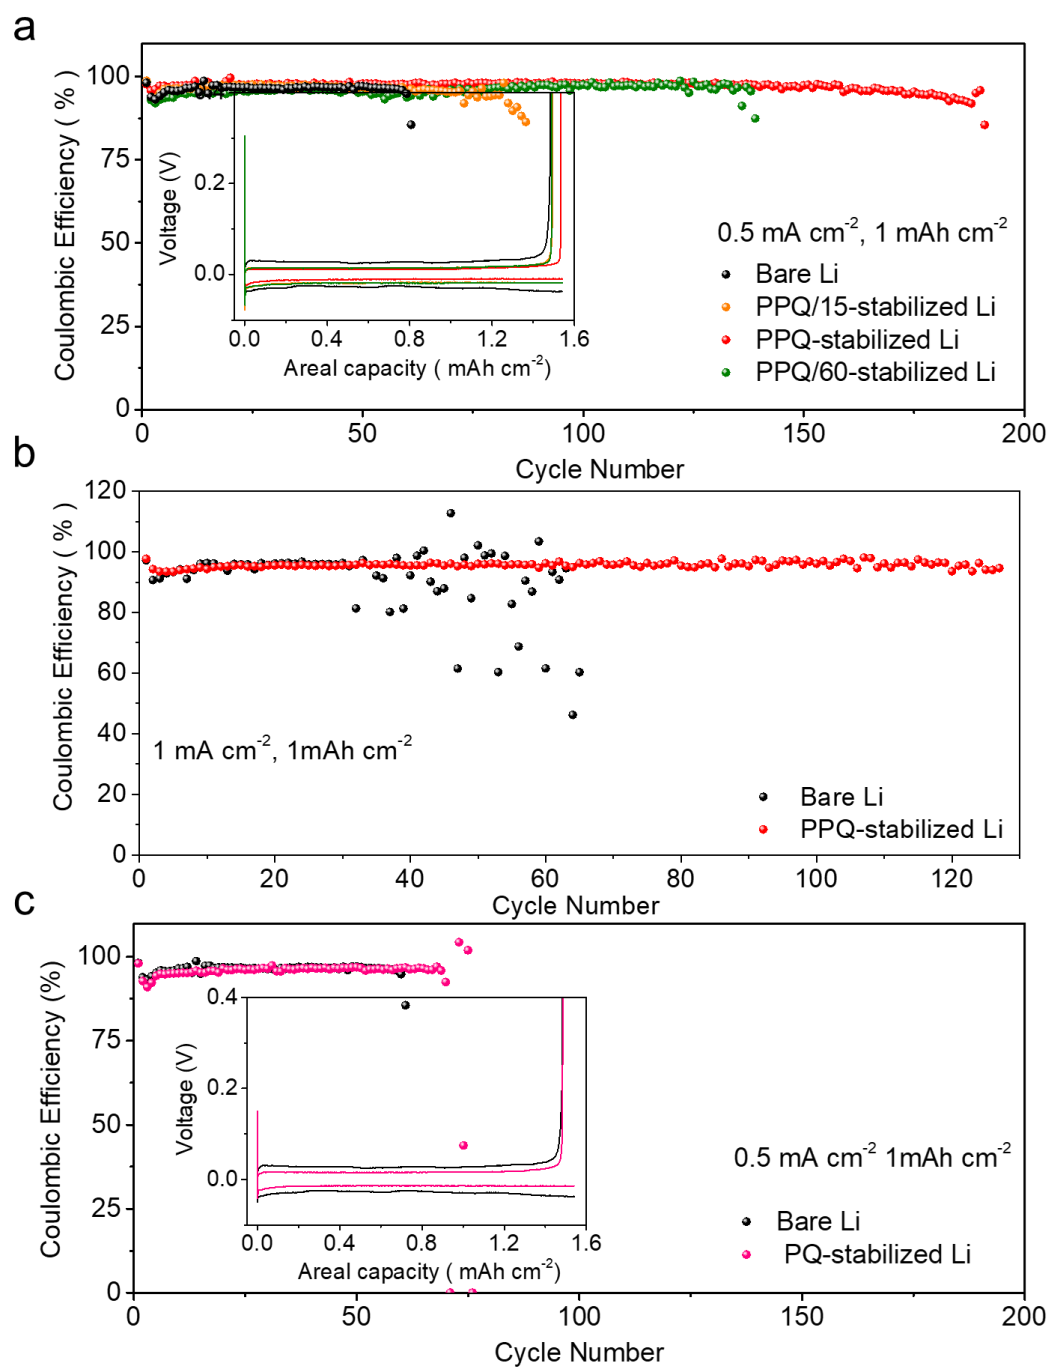 a
Coulombic Efficiency ( % )
100
75
50
25
0
0
50
100
150
200
Cycle Number
Voltage (V)
0.2
0.0
0.0
0.4
0.8
1.2
1.6
Areal capacity ( mAh cm⁻²)
0.5 mA cm⁻², 1 mAh cm⁻²
Bare Li
PPQ/15-stabilized Li
PPQ-stabilized Li
PPQ/60-stabilized Li
b
Coulombic Efficiency ( % )
120
100
80
60
40
20
0
0
20
40
60
80
100
120
Cycle Number
1 mA cm⁻², 1mAh cm⁻²
Bare Li
PPQ-stabilized Li
c
Coulombic Efficiency (%)
100
75
50
25
0
0
50
100
150
200
Cycle Number
Voltage (V)
0.4
0.2
0.0
0.0
0.4
0.8
1.2
1.6
Areal capacity ( mAh cm⁻²)
0.5 mA cm⁻² 1mAh cm⁻²
Bare Li
PQ-stabilized Li